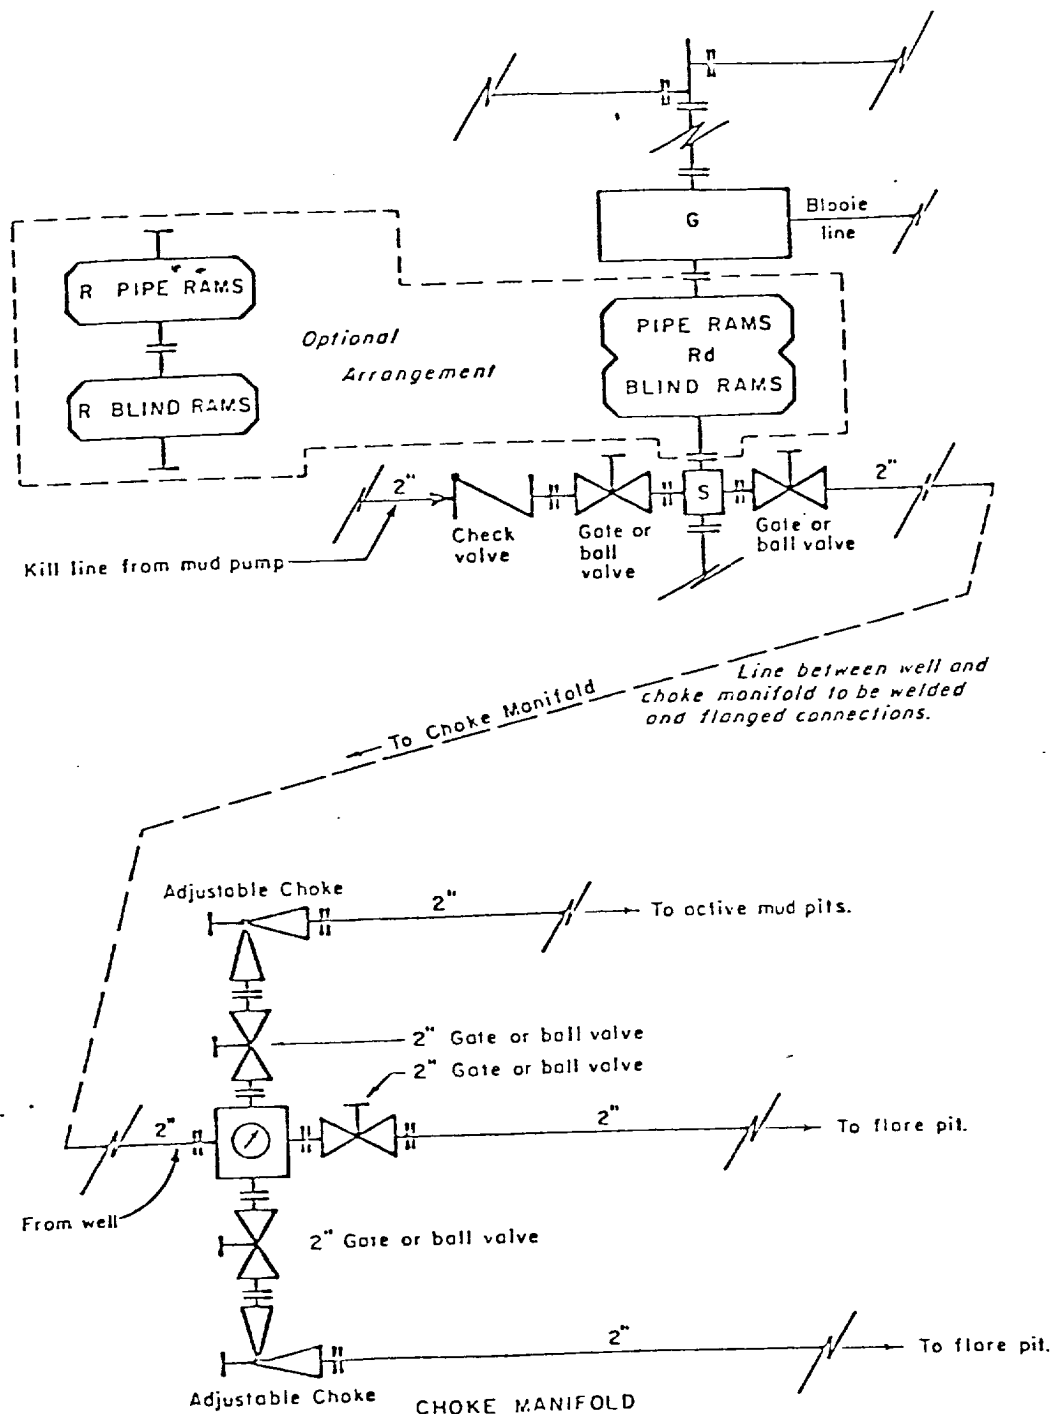 G
Blooie
line
R PIPE RAMS
R BLIND RAMS
Optional
Arrangement
PIPE RAMS
Rd
BLIND RAMS
2"
S
2"
Check
valve
Gate or
ball
valve
Gate or
ball valve
Kill line from mud pump
Line between well and
choke manifold to be welded
and flanged connections.
To Choke Manifold
Adjustable Choke
2"
To active mud pits.
2" Gate or ball valve
2" Gate or ball valve
2"
2"
To flare pit.
From well
2" Gate or ball valve
2"
To flare pit.
Adjustable Choke
CHOKE MANIFOLD